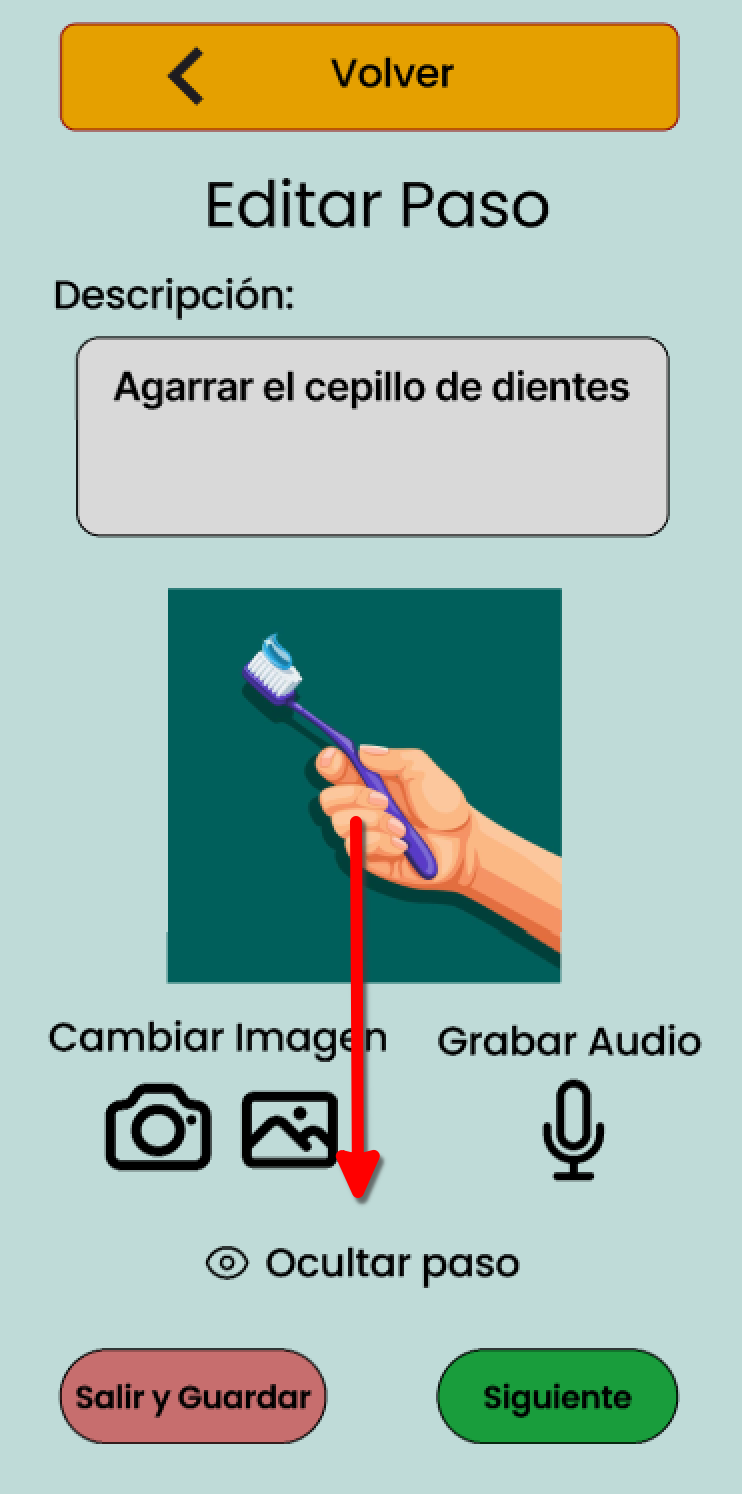 Volver
Editar Paso
Descripción:
Agarrar el cepillo de dientes
Cambiar Imagen
Grabar Audio
Ocultar paso
Salir y Guardar
Siguiente